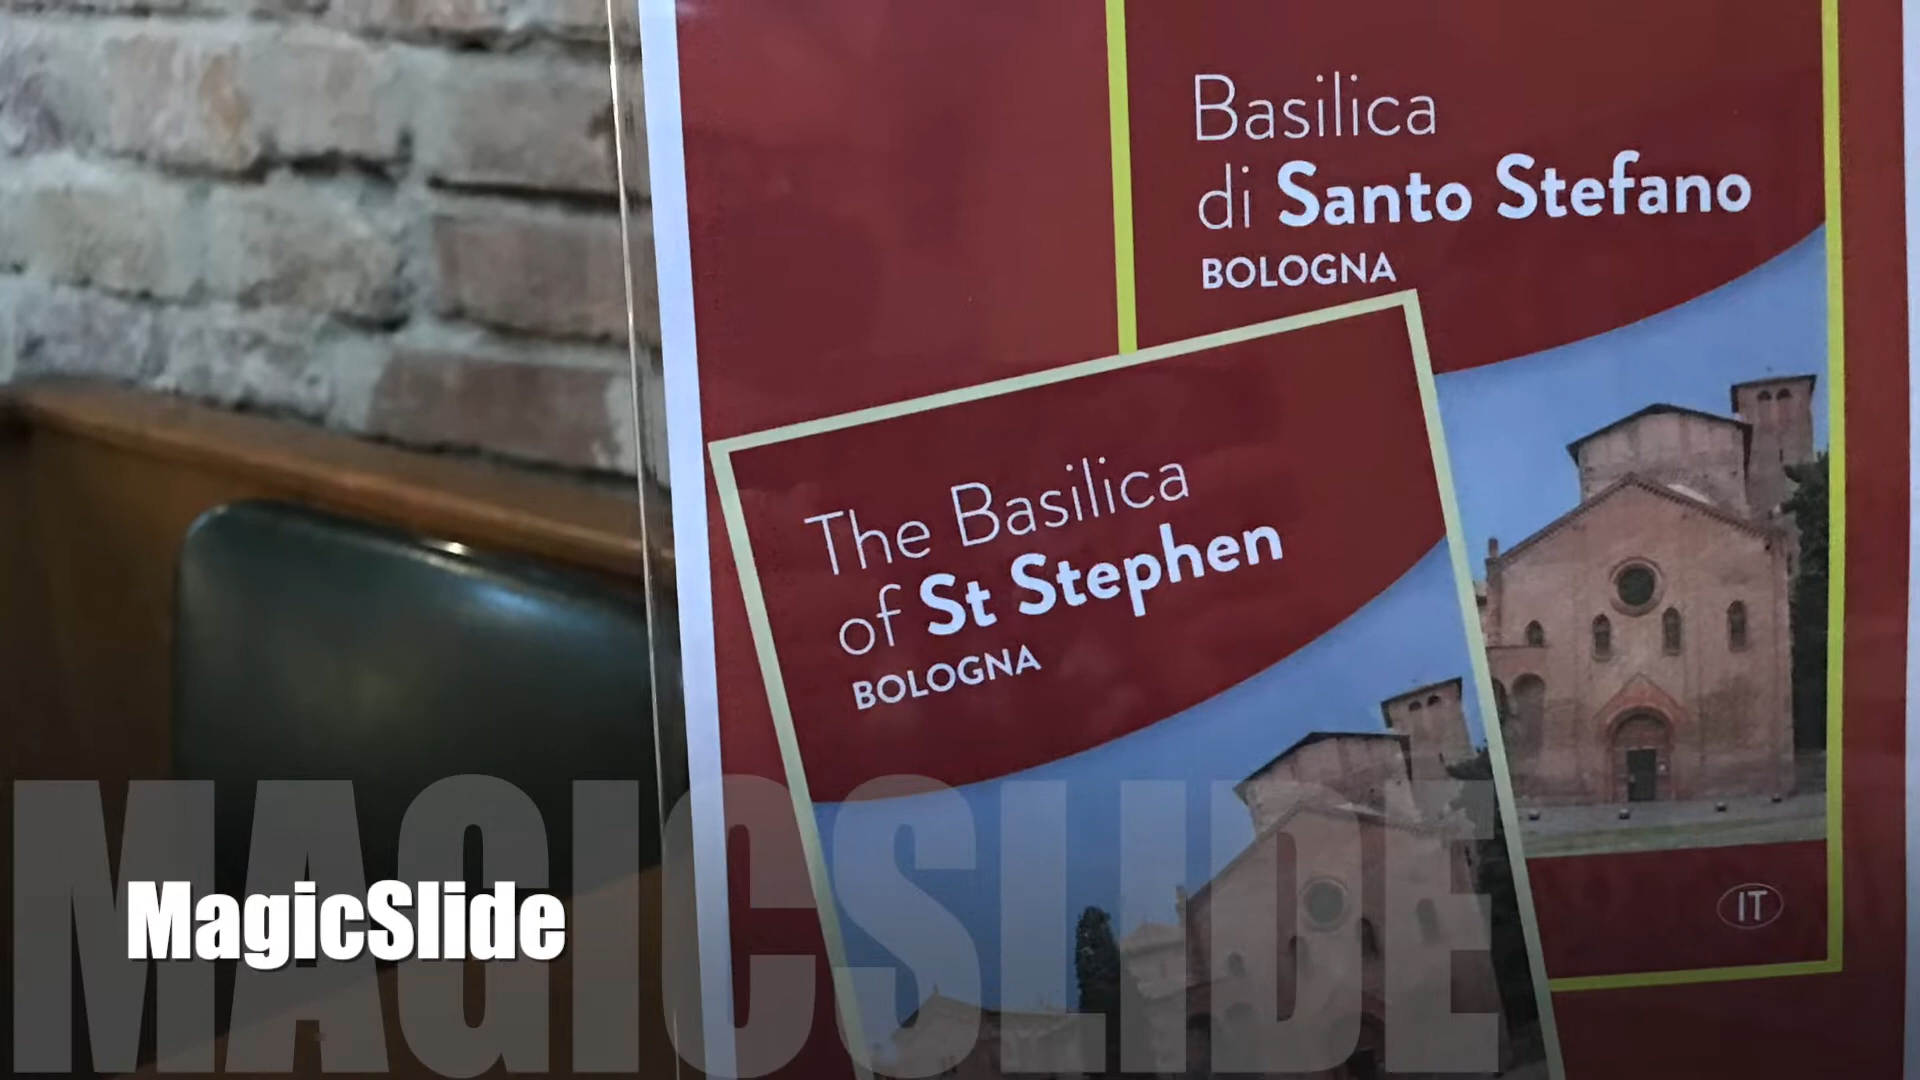 Basilica
di Santo Stefano
BOLOGNA
The Basilica
of St Stephen
BOLOGNA
IT
MAGICSLIDE
MagicSlide